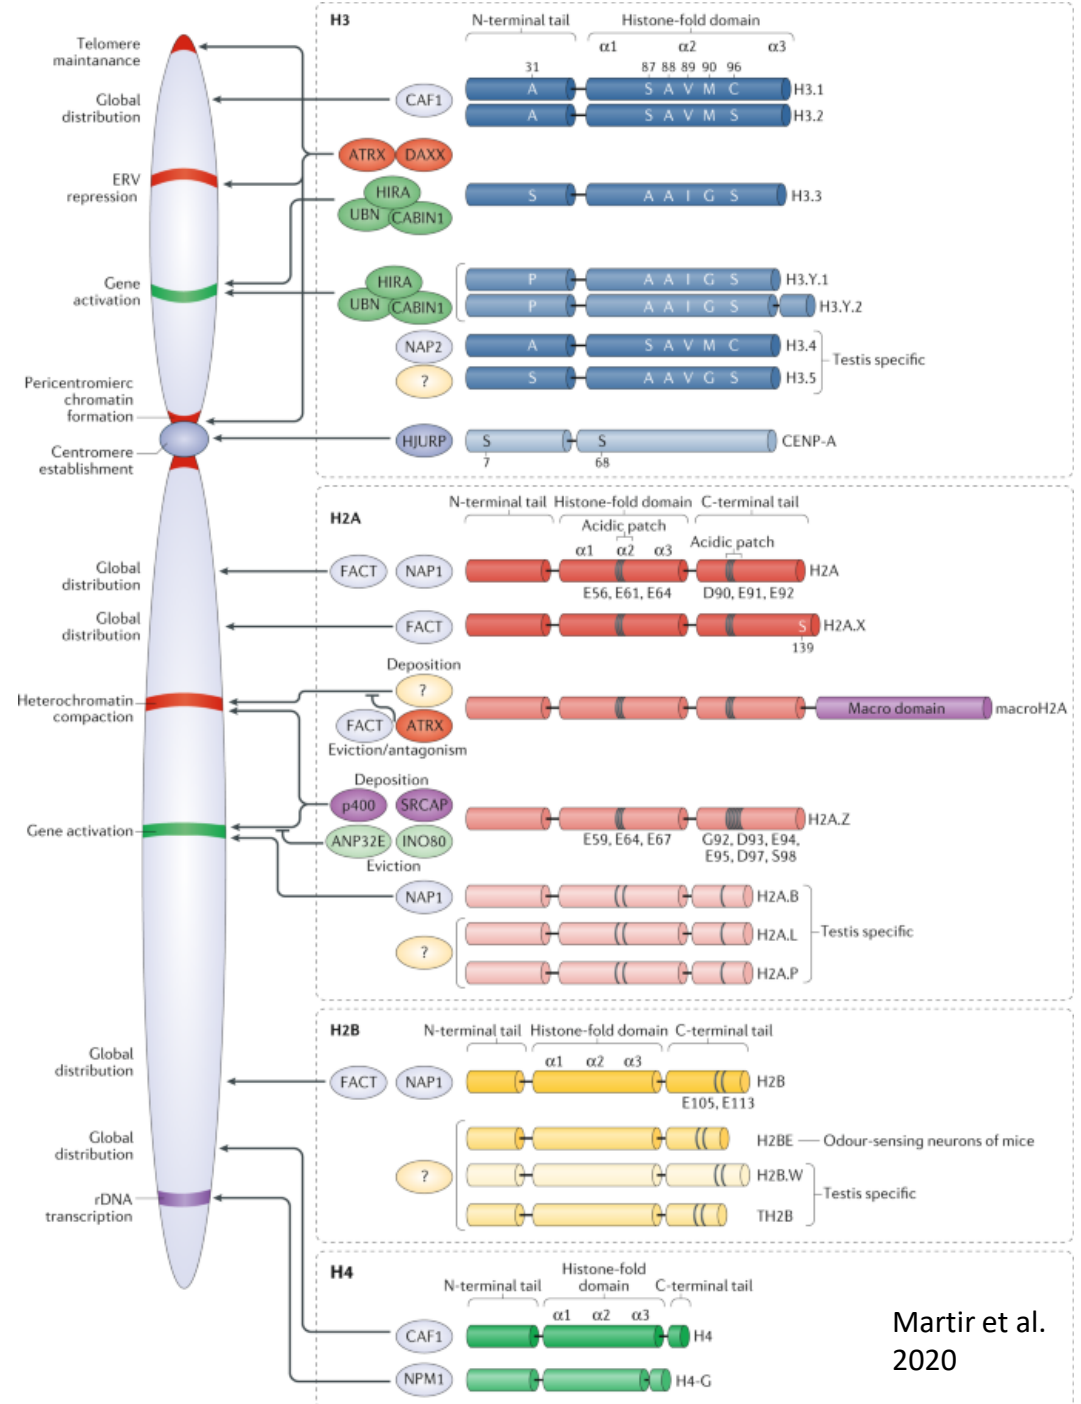 Telomere
maintanance
Global
distribution
ERV
repression
Gene
activation
Pericentromierc
chromatin
formation
Centromere
establishment
Global
distribution
Global
distribution
Heterochromatin
compaction
Gene activation
Global
distribution
Global
distribution
rDNA
transcription
H3
N-terminal tail
Histone-fold domain
α1 α2 α3
31 87 88 89 90 96
CAF1
A S A V M C H3.1
A S A V M S H3.2
ATRX DAXX
HIRA
UBN CABIN1
S A A I G S H3.3
HIRA
UBN CABIN1
P A A I G S H3.Y.1
P A A I G S H3.Y.2
NAP2
A S A V M C H3.4
?
S A A V G S H3.5
Testis specific
HJURP
S S CENP-A
7 68
H2A
N-terminal tail Histone-fold domain C-terminal tail
Acidic patch
α1 α2 α3
Acidic patch
FACT NAP1
H2A
E56, E61, E64 D90, E91, E92
FACT
S H2A.X
139
Deposition
?
FACT ATRX
Eviction/antagonism
Macro domain macroH2A
Deposition
p400 SRCAP
ANP32E INO80
Eviction
H2A.Z
E59, E64, E67 G92, D93, E94,
E95, D97, S98
NAP1
H2A.B
?
H2A.L
H2A.P
Testis specific
H2B
N-terminal tail Histone-fold domain C-terminal tail
α1 α2 α3
FACT NAP1
H2B
E105, E113
?
H2BE Odour-sensing neurons of mice
H2B.W
TH2B
Testis specific
H4
Histone-fold
domain
N-terminal tail C-terminal tail
α1 α2 α3
CAF1
H4
NPM1
H4-G
Martir et al.
2020